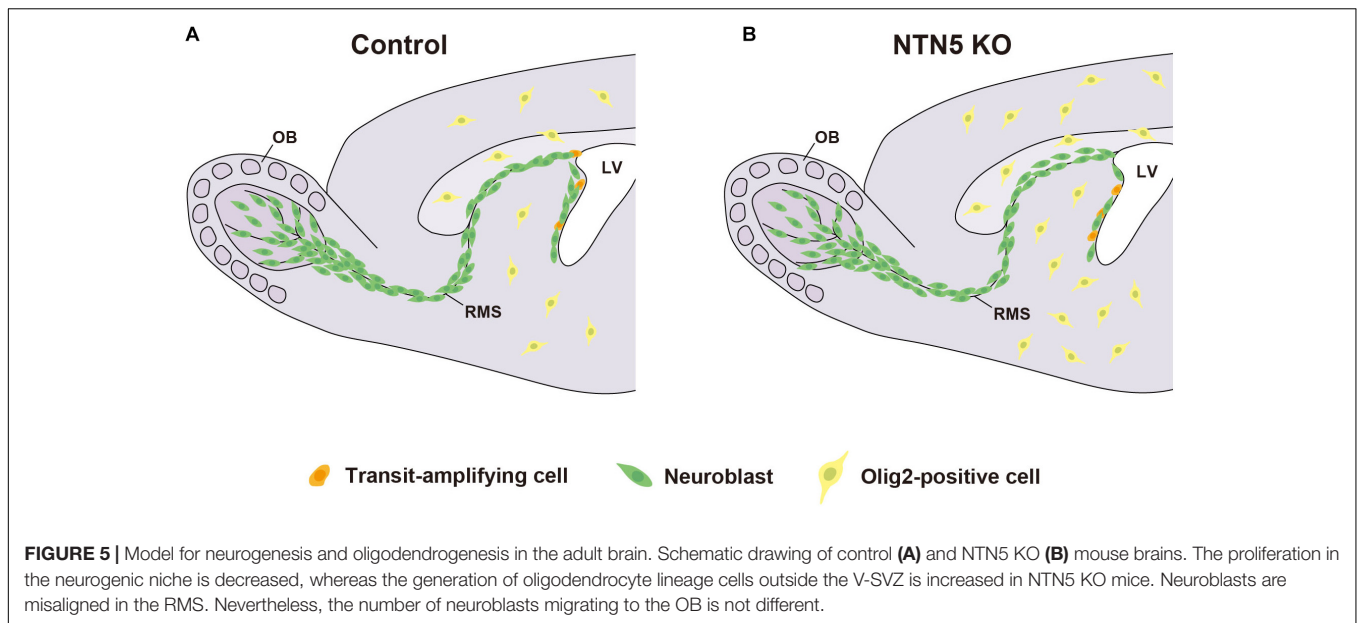 A
Control
B
NTN5 KO
OB
LV
RMS
OB
LV
RMS
Transit-amplifying cell
Neuroblast
Olig2-positive cell
FIGURE 5 | Model for neurogenesis and oligodendrogenesis in the adult brain. Schematic drawing of control (A) and NTN5 KO (B) mouse brains. The proliferation in
the neurogenic niche is decreased, whereas the generation of oligodendrocyte lineage cells outside the V-SVZ is increased in NTN5 KO mice. Neuroblasts are
misaligned in the RMS. Nevertheless, the number of neuroblasts migrating to the OB is not different.